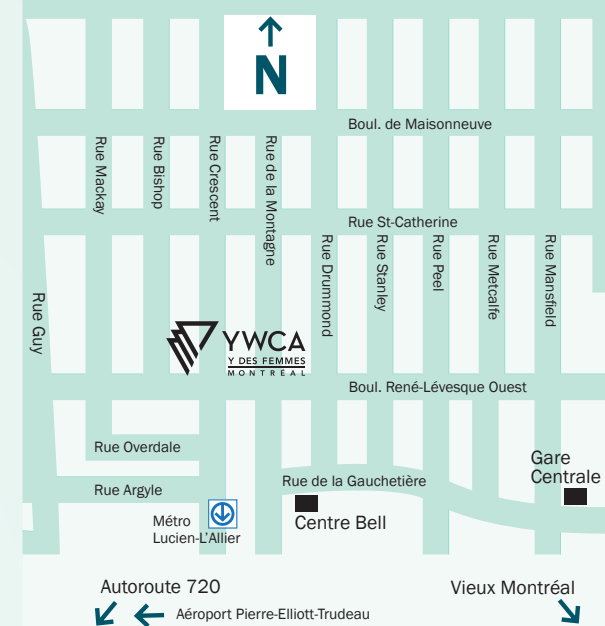 N
Boul. de Maisonneuve
Rue Mackay
Rue Bishop
Rue Crescent
Rue de la Montagne
Rue St-Catherine
Rue Drummond
Rue Stanley
Rue Peel
Rue Metcalfe
Rue Mansfield
Rue Guy
YWCA
Y DES FEMMES
MONTRÉAL
Boul. René-Lévesque Ouest
Rue Overdale
Rue Argyle
Rue de la Gauchetière
Gare
Centrale
Métro
Lucien-L'Allier
Centre Bell
Autoroute 720
Vieux Montréal
Aéroport Pierre-Elliott-Trudeau